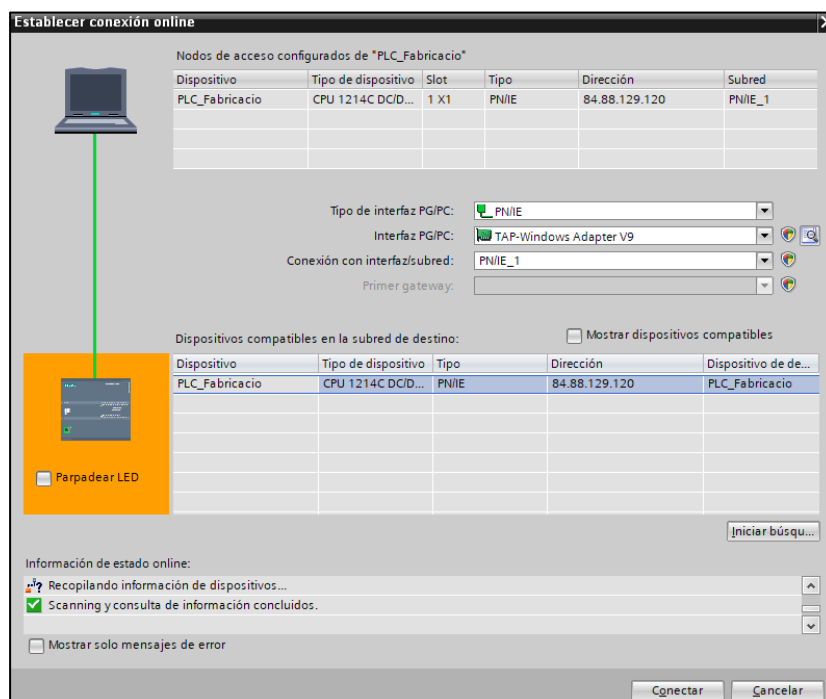 Establecer conexión online
Nodos de acceso configurados de "PLC_Fabricacio"
Dispositivo Tipo de dispositivo Slot Tipo Dirección Subred
PLC_Fabricacio CPU 1214C DC/D... 1 X1 PN/IE 84.88.129.120 PN/IE_1
Tipo de interfaz PG/PC: PN/IE
Interfaz PG/PC: TAP-Windows Adapter V9
Conexión con interfaz/subred: PN/IE_1
Primer gateway:
Dispositivos compatibles en la subred de destino: Mostrar dispositivos compatibles
Dispositivo Tipo de dispositivo Tipo Dirección Dispositivo de de...
PLC_Fabricacio CPU 1214C DC/D... PN/IE 84.88.129.120 PLC_Fabricacio
Parpadear LED
Iniciar búsqu...
Información de estado online:
Recopilando información de dispositivos...
Scanning y consulta de información concluidos.
Mostrar solo mensajes de error
Conectar Cancelar